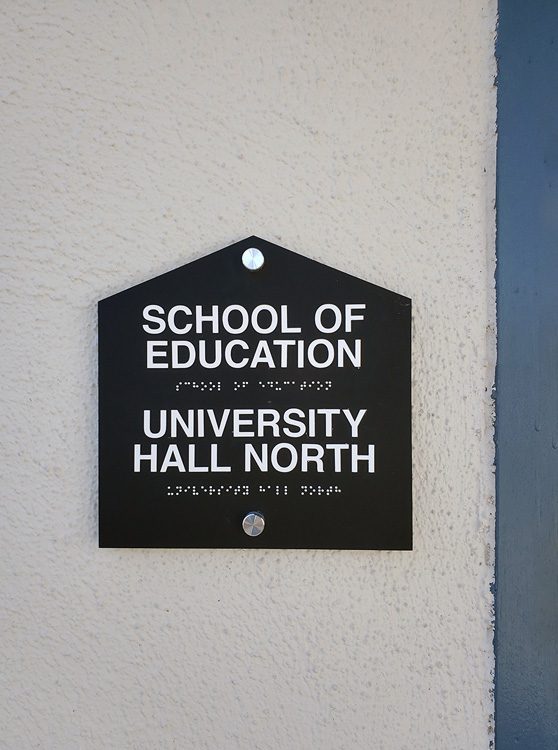 SCHOOL OF
EDUCATION
⠎⠉⠓⠕⠕⠇ ⠕⠋ ⠑⠙⠥⠉⠁⠞⠊⠕⠝
UNIVERSITY
HALL NORTH
⠥⠝⠊⠧⠑⠗⠎⠊⠞⠽ ⠓⠁⠇⠇ ⠝⠕⠗⠞⠓